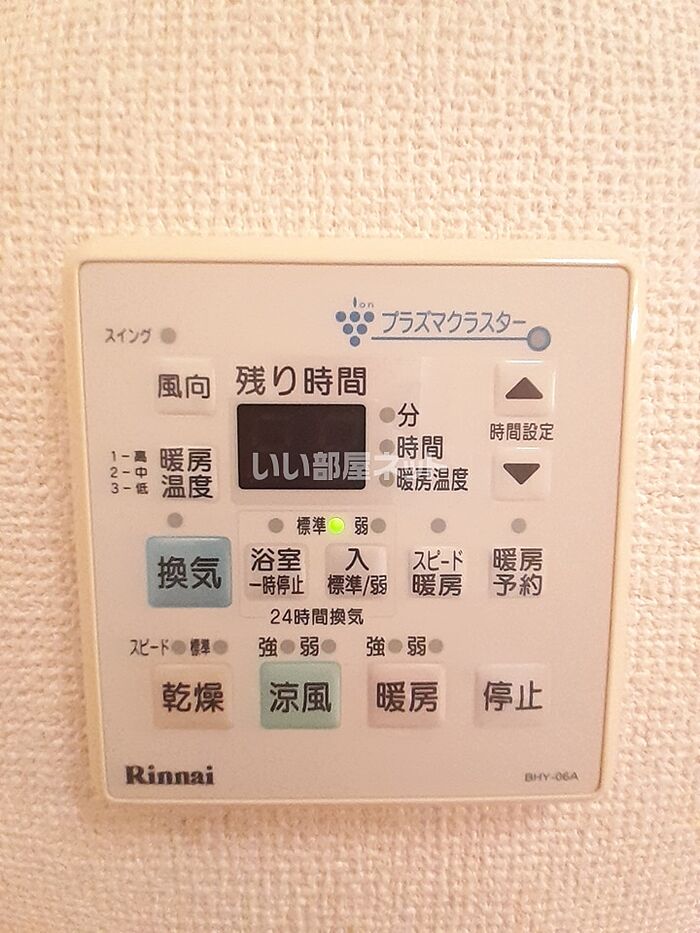 Ion
プラズマクラスター
スイング
風向
残り時間
分
時間
暖房温度
時間設定
1－高
2－中
3－低
暖房
温度
いい部屋ネット
標準
弱
換気
浴室
一時停止
入
標準/弱
スピード
暖房
暖房
予約
24時間換気
スピード
標準
強
弱
強
弱
乾燥
涼風
暖房
停止
Rinnai
BHY-06A